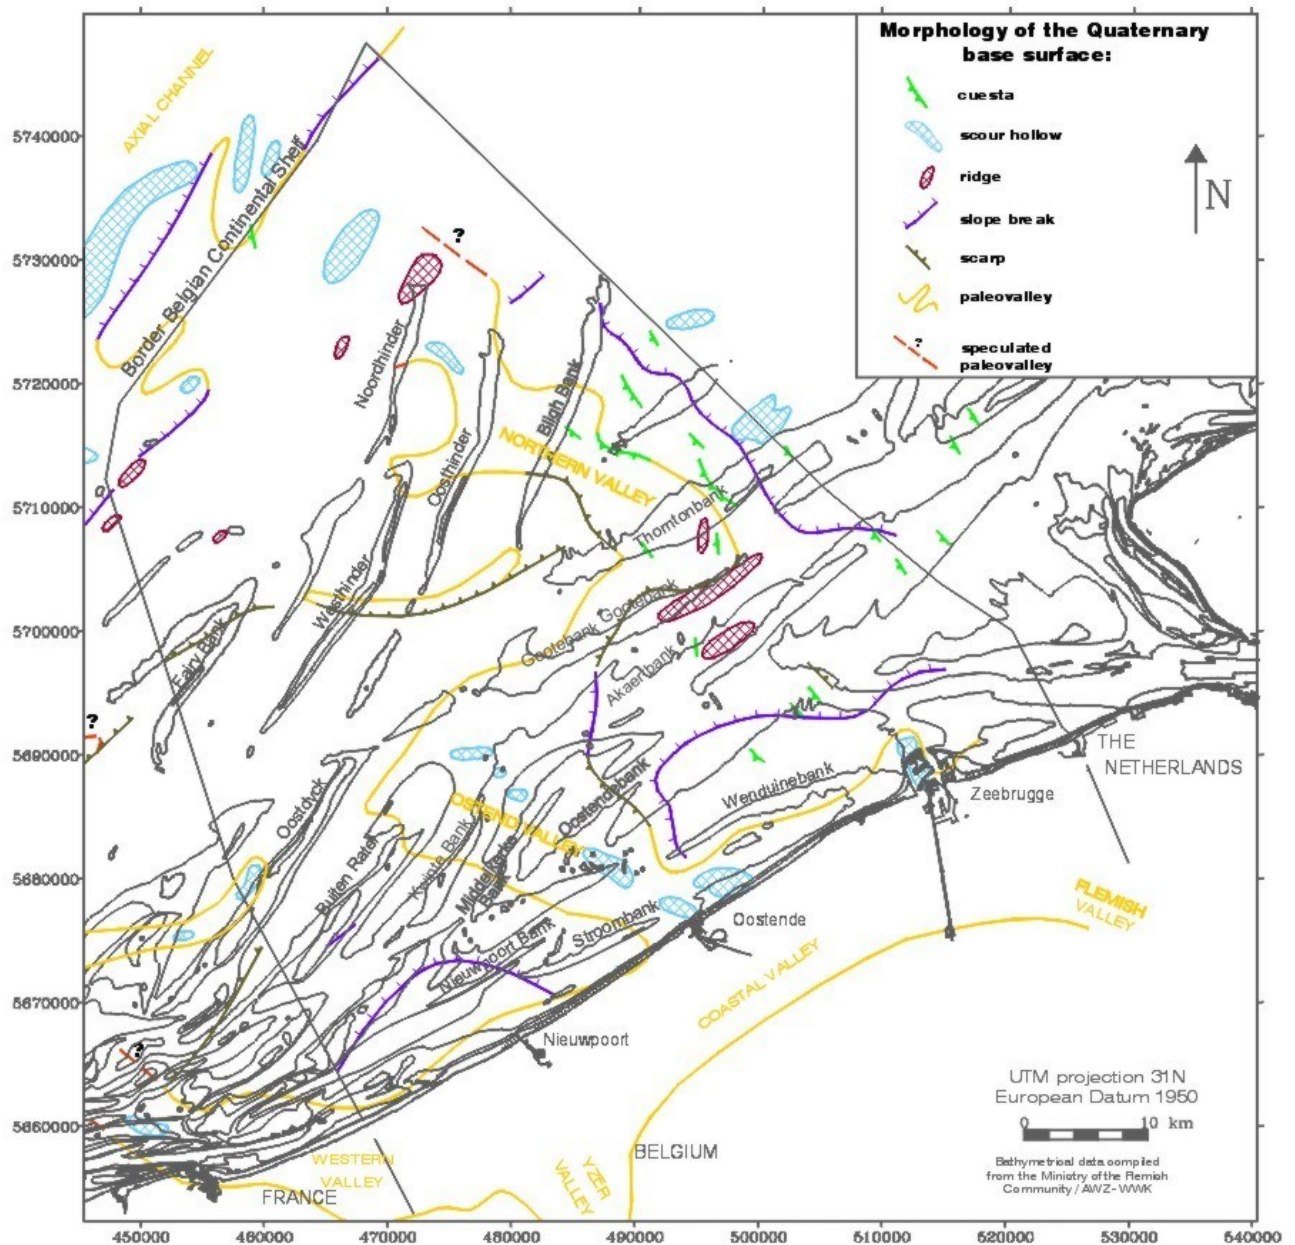 Morphology of the Quaternary
base surface:
cuesta
scour hollow
ridge
slope break
scarp
paleovalley
?
speculated
paleovalley
N
AXIAL CHANNEL
Border Belgian Continental Shelf
?
Noordhinder
Bligh Bank
Oosthinder
NORTHERN VALLEY
Thorntonbank
Westhinder
Gootebank Gootebank
Fairy Bank
Akaertbank
?
THE
NETHERLANDS
Zeebrugge
Wenduinebank
Oostendebank
OSTEND VALLEY
Oostdyck
Buiten Ratel
Kwinte Bank
Middelkerke
Bank
Stroombank
Nieuwpoort Bank
Oostende
FLEMISH
VALLEY
COASTAL VALLEY
Nieuwpoort
?
BELGIUM
WESTERN
VALLEY
YZER
VALLEY
FRANCE
UTM projection 31N
European Datum 1950
0 10 km
Bathymetrical data compiled
from the Ministry of the Flemish
Community / AWZ-WWK
5740000
5730000
5720000
5710000
5700000
5690000
5680000
5670000
5660000
450000 460000 470000 480000 490000 500000 510000 520000 530000 540000